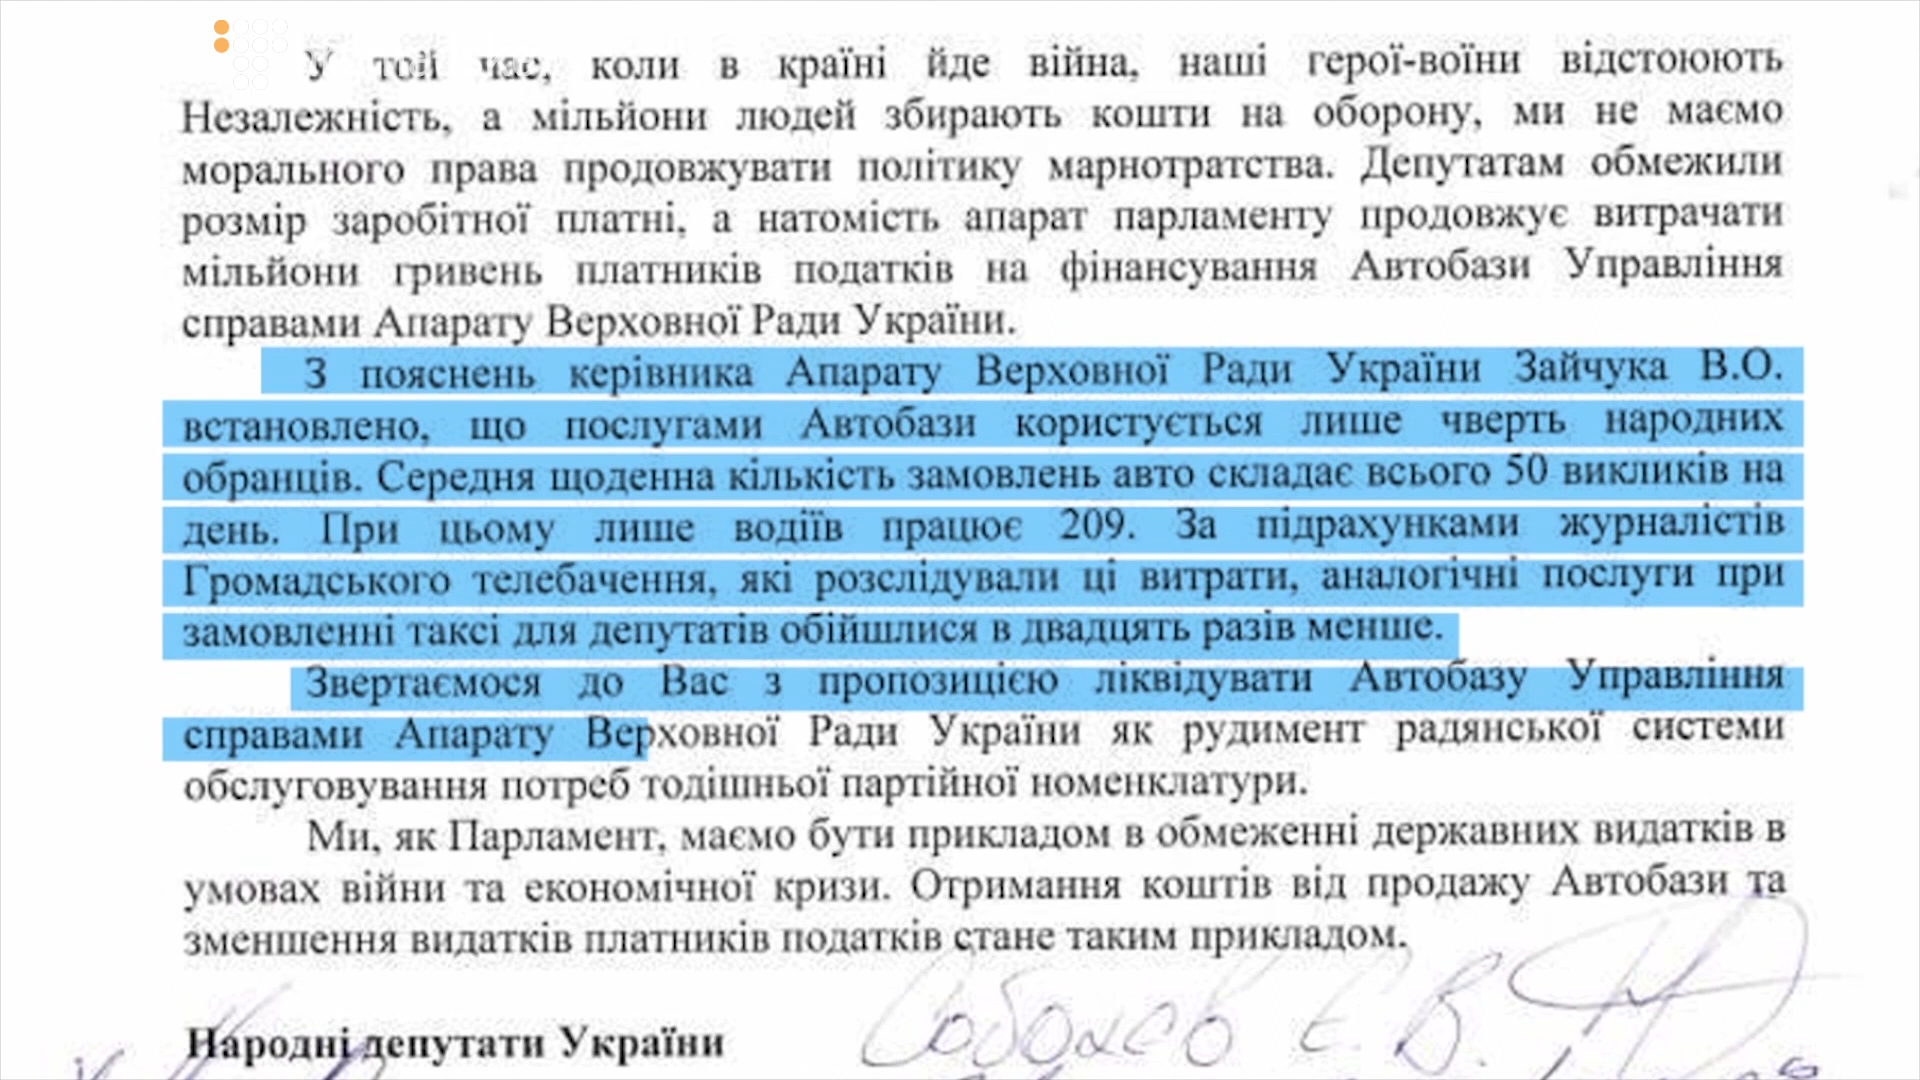 У той час, коли в країні йде війна, наші герої-воїни відстоюють
Незалежність, а мільйони людей збирають кошти на оборону, ми не маємо
морального права продовжувати політику марнотратства. Депутатам обмежили
розмір заробітної платні, а натомість апарат парламенту продовжує витрачати
мільйони гривень платників податків на фінансування Автобази Управління
справами Апарату Верховної Ради України.
З пояснень керівника Апарату Верховної Ради України Зайчука В.О.
встановлено, що послугами Автобази користується лише чверть народних
обранців. Середня щоденна кількість замовлень авто складає всього 50 викликів на
день. При цьому лише водіїв працює 209. За підрахунками журналістів
Громадського телебачення, які розслідували ці витрати, аналогічні послуги при
замовленні таксі для депутатів обійшлися в двадцять разів менше.
Звертаємося до Вас з пропозицією ліквідувати Автобазу Управління
справами Апарату Верховної Ради України як рудимент радянської системи
обслуговування потреб тодішньої партійної номенклатури.
Ми, як Парламент, маємо бути прикладом в обмеженні державних видатків в
умовах війни та економічної кризи. Отримання коштів від продажу Автобази та
зменшення видатків платників податків стане таким прикладом.
Народні депутати України